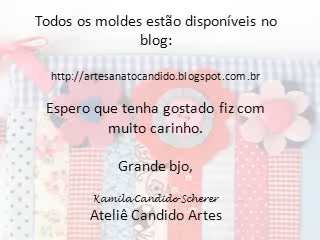 Todos os moldes estão disponíveis no
blog:
http://artesanatocandido.blogspot.com.br
Espero que tenha gostado fiz com
muito carinho.
Grande bjo,
Kamila Candido Scherer
Ateliê Candido Artes